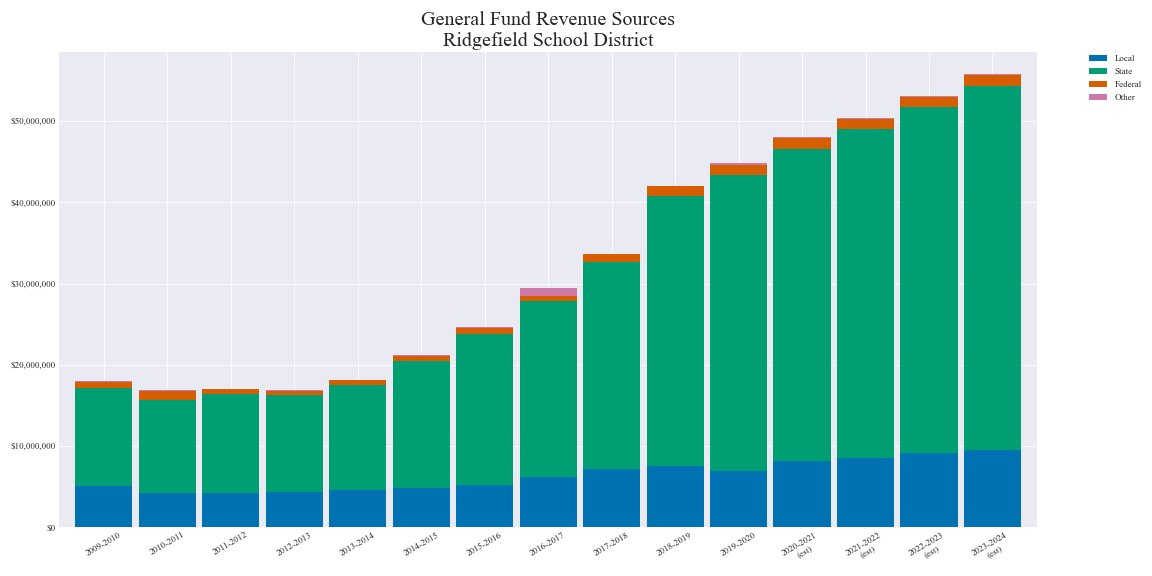 General Fund Revenue Sources
Ridgefield School District
Local
State
Federal
Other
$50,000,000
$40,000,000
$30,000,000
$20,000,000
$10,000,000
$0
2009-2010
2010-2011
2011-2012
2012-2013
2013-2014
2014-2015
2015-2016
2016-2017
2017-2018
2018-2019
2019-2020
2020-2021
(est)
2021-2022
(est)
2022-2023
(est)
2023-2024
(est)